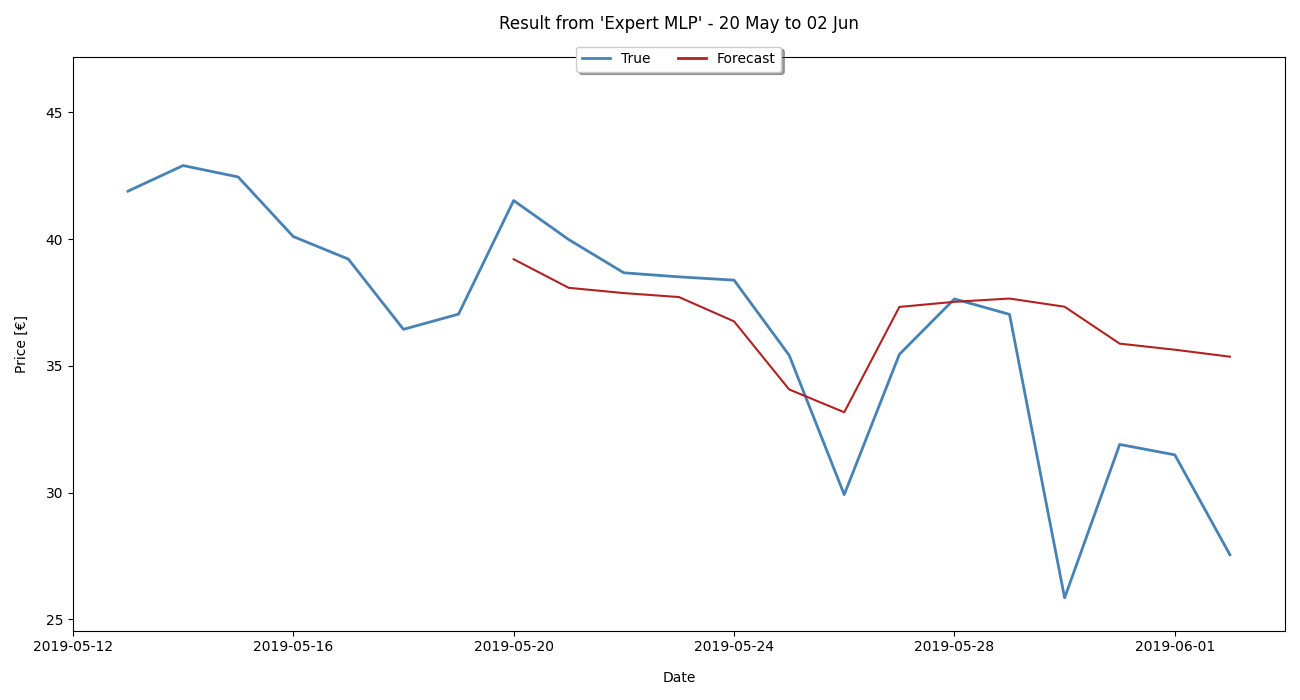 Result from 'Expert MLP' - 20 May to 02 Jun
True Forecast
45
40
35
30
25
Price [€]
2019-05-12 2019-05-16 2019-05-20 2019-05-24 2019-05-28 2019-06-01
Date